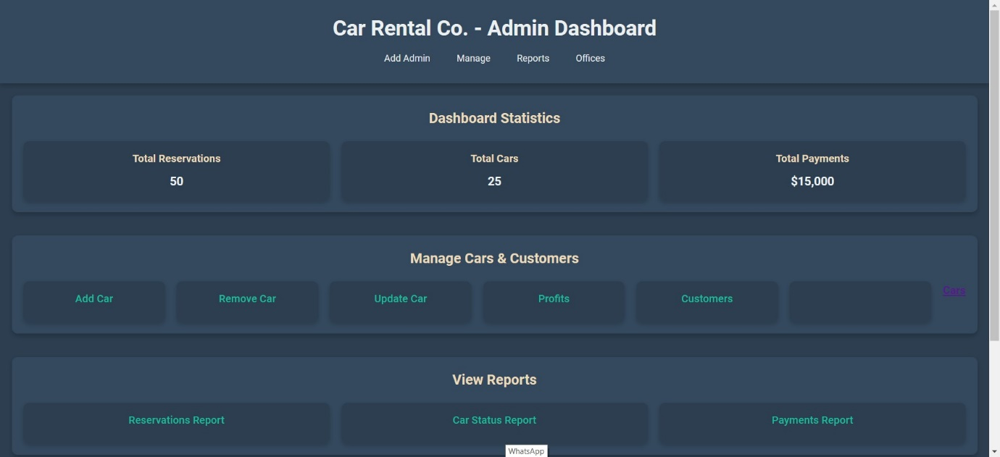 Car Rental Co. - Admin Dashboard
Add Admin Manage Reports Offices
Dashboard Statistics
Total Reservations Total Cars Total Payments
50 25 $15,000
Manage Cars & Customers
Add Car Remove Car Update Car Profits Customers Cars
View Reports
Reservations Report Car Status Report Payments Report
WhatsApp